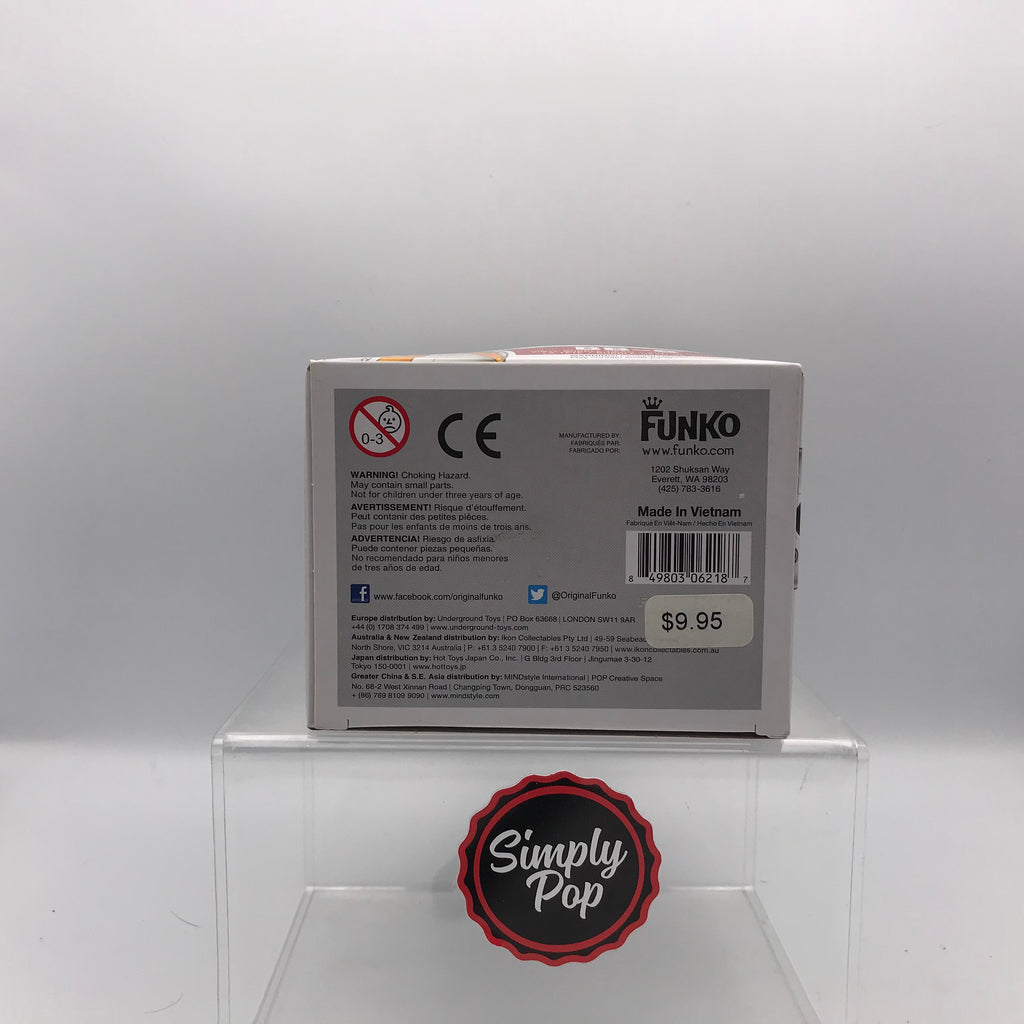 0-3
CE
MANUFACTURED BY:
FABRIQUÉS PAR:
FABRICADO POR:
FUNKO
www.funko.com
1202 Shuksan Way
Everett, WA 98203
(425) 783-3616
Made In Vietnam
Fabriqué En Viêt-Nam / Hecho En Vietnam
8 49803 06218 7
$9.95
WARNING! Choking Hazard.
May contain small parts.
Not for children under three years of age.
AVERTISSEMENT! Risque d'étouffement.
Peut contanir des petites pièces.
Pas pour les enfants de moins de trois ans.
ADVERTENCIA! Riesgo de asfixia.
Puede contener piezas pequeñas.
No recomendado para niños menores
de tres años de edad.
f www.facebook.com/originalfunko
@OriginalFunko
Europe distribution by: Underground Toys | PO Box 63668 | LONDON SW11 9AR
+44 (0) 1708 374 499 | www.underground-toys.com
Australia & New Zealand distribution by: Ikon Collectables Pty Ltd | 49-59 Seabeac
North Shore, VIC 3214 Australia | P: +61 3 5240 7900 | F: +61 3 5240 7950 | www.ikoncollectables.com.au
Japan distribution by: Hot Toys Japan Co., Inc. | G Bldg 3rd Floor | Jingumae 3-30-12
Tokyo 150-0001 | www.hottoys.jp
Greater China & S.E. Asia distribution by: MINDstyle International | POP Creative Space
No. 68-2 West Xinnan Road | Changping Town, Dongguan, PRC 523560
+ (86) 769 8109 9090 | www.mindstyle.com
Simply
Pop